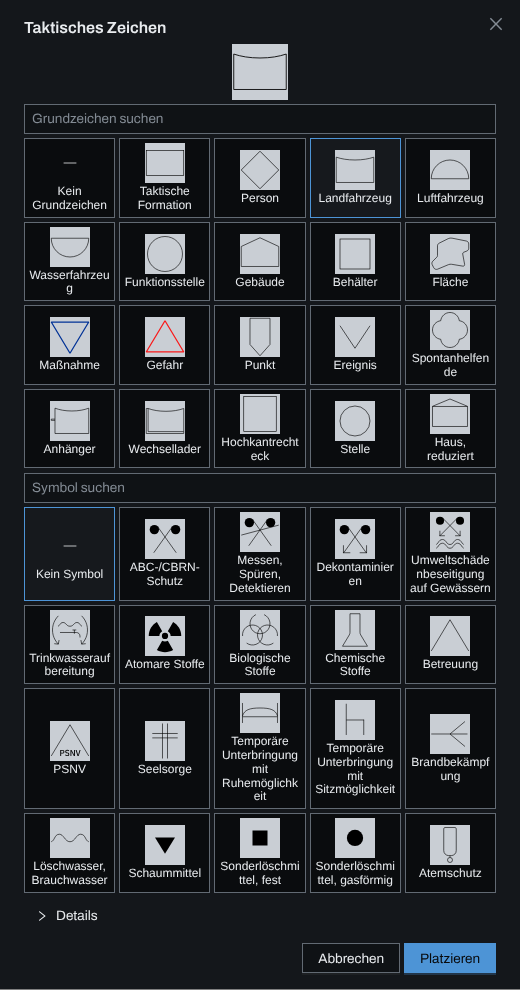 Taktisches Zeichen
Grundzeichen suchen
Kein
Grundzeichen
Taktische
Formation
Person
Landfahrzeug
Luftfahrzeug
Wasserfahrzeu
g
Funktionsstelle
Gebäude
Behälter
Fläche
Maßnahme
Gefahr
Punkt
Ereignis
Spontanhelfen
de
Anhänger
Wechsellader
Hochkantrecht
eck
Stelle
Haus,
reduziert
Symbol suchen
Kein Symbol
ABC-/CBRN-
Schutz
Messen,
Spüren,
Detektieren
Dekontaminier
en
Umweltschäde
nbeseitigung
auf Gewässern
Trinkwasserauf
bereitung
Atomare Stoffe
Biologische
Stoffe
Chemische
Stoffe
Betreuung
PSNV
PSNV
Seelsorge
Temporäre
Unterbringung
mit
Ruhemöglichk
eit
Temporäre
Unterbringung
mit
Sitzmöglichkeit
Brandbekämpf
ung
Löschwasser,
Brauchwasser
Schaummittel
Sonderlöschmi
ttel, fest
Sonderlöschmi
ttel, gasförmig
Atemschutz
Details
Abbrechen
Platzieren